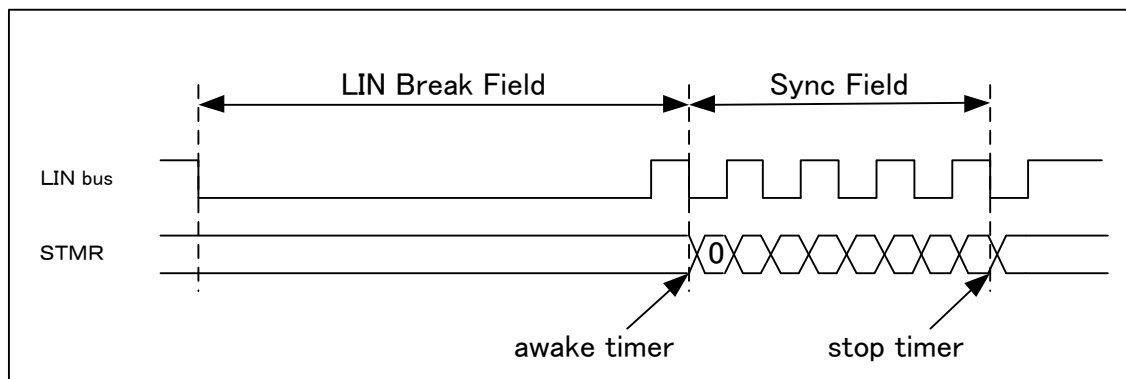 LIN Break Field
Sync Field
LIN bus
STMR
0
awake timer
stop timer